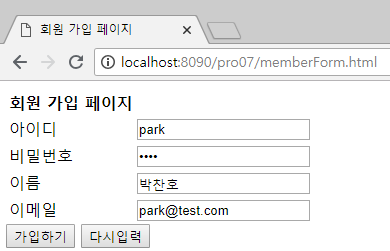 회원 가입 페이지
localhost:8090/pro07/memberForm.html
회원 가입 페이지
아이디 park
비밀번호 ••••
이름 박찬호
이메일 park@test.com
가입하기 다시입력